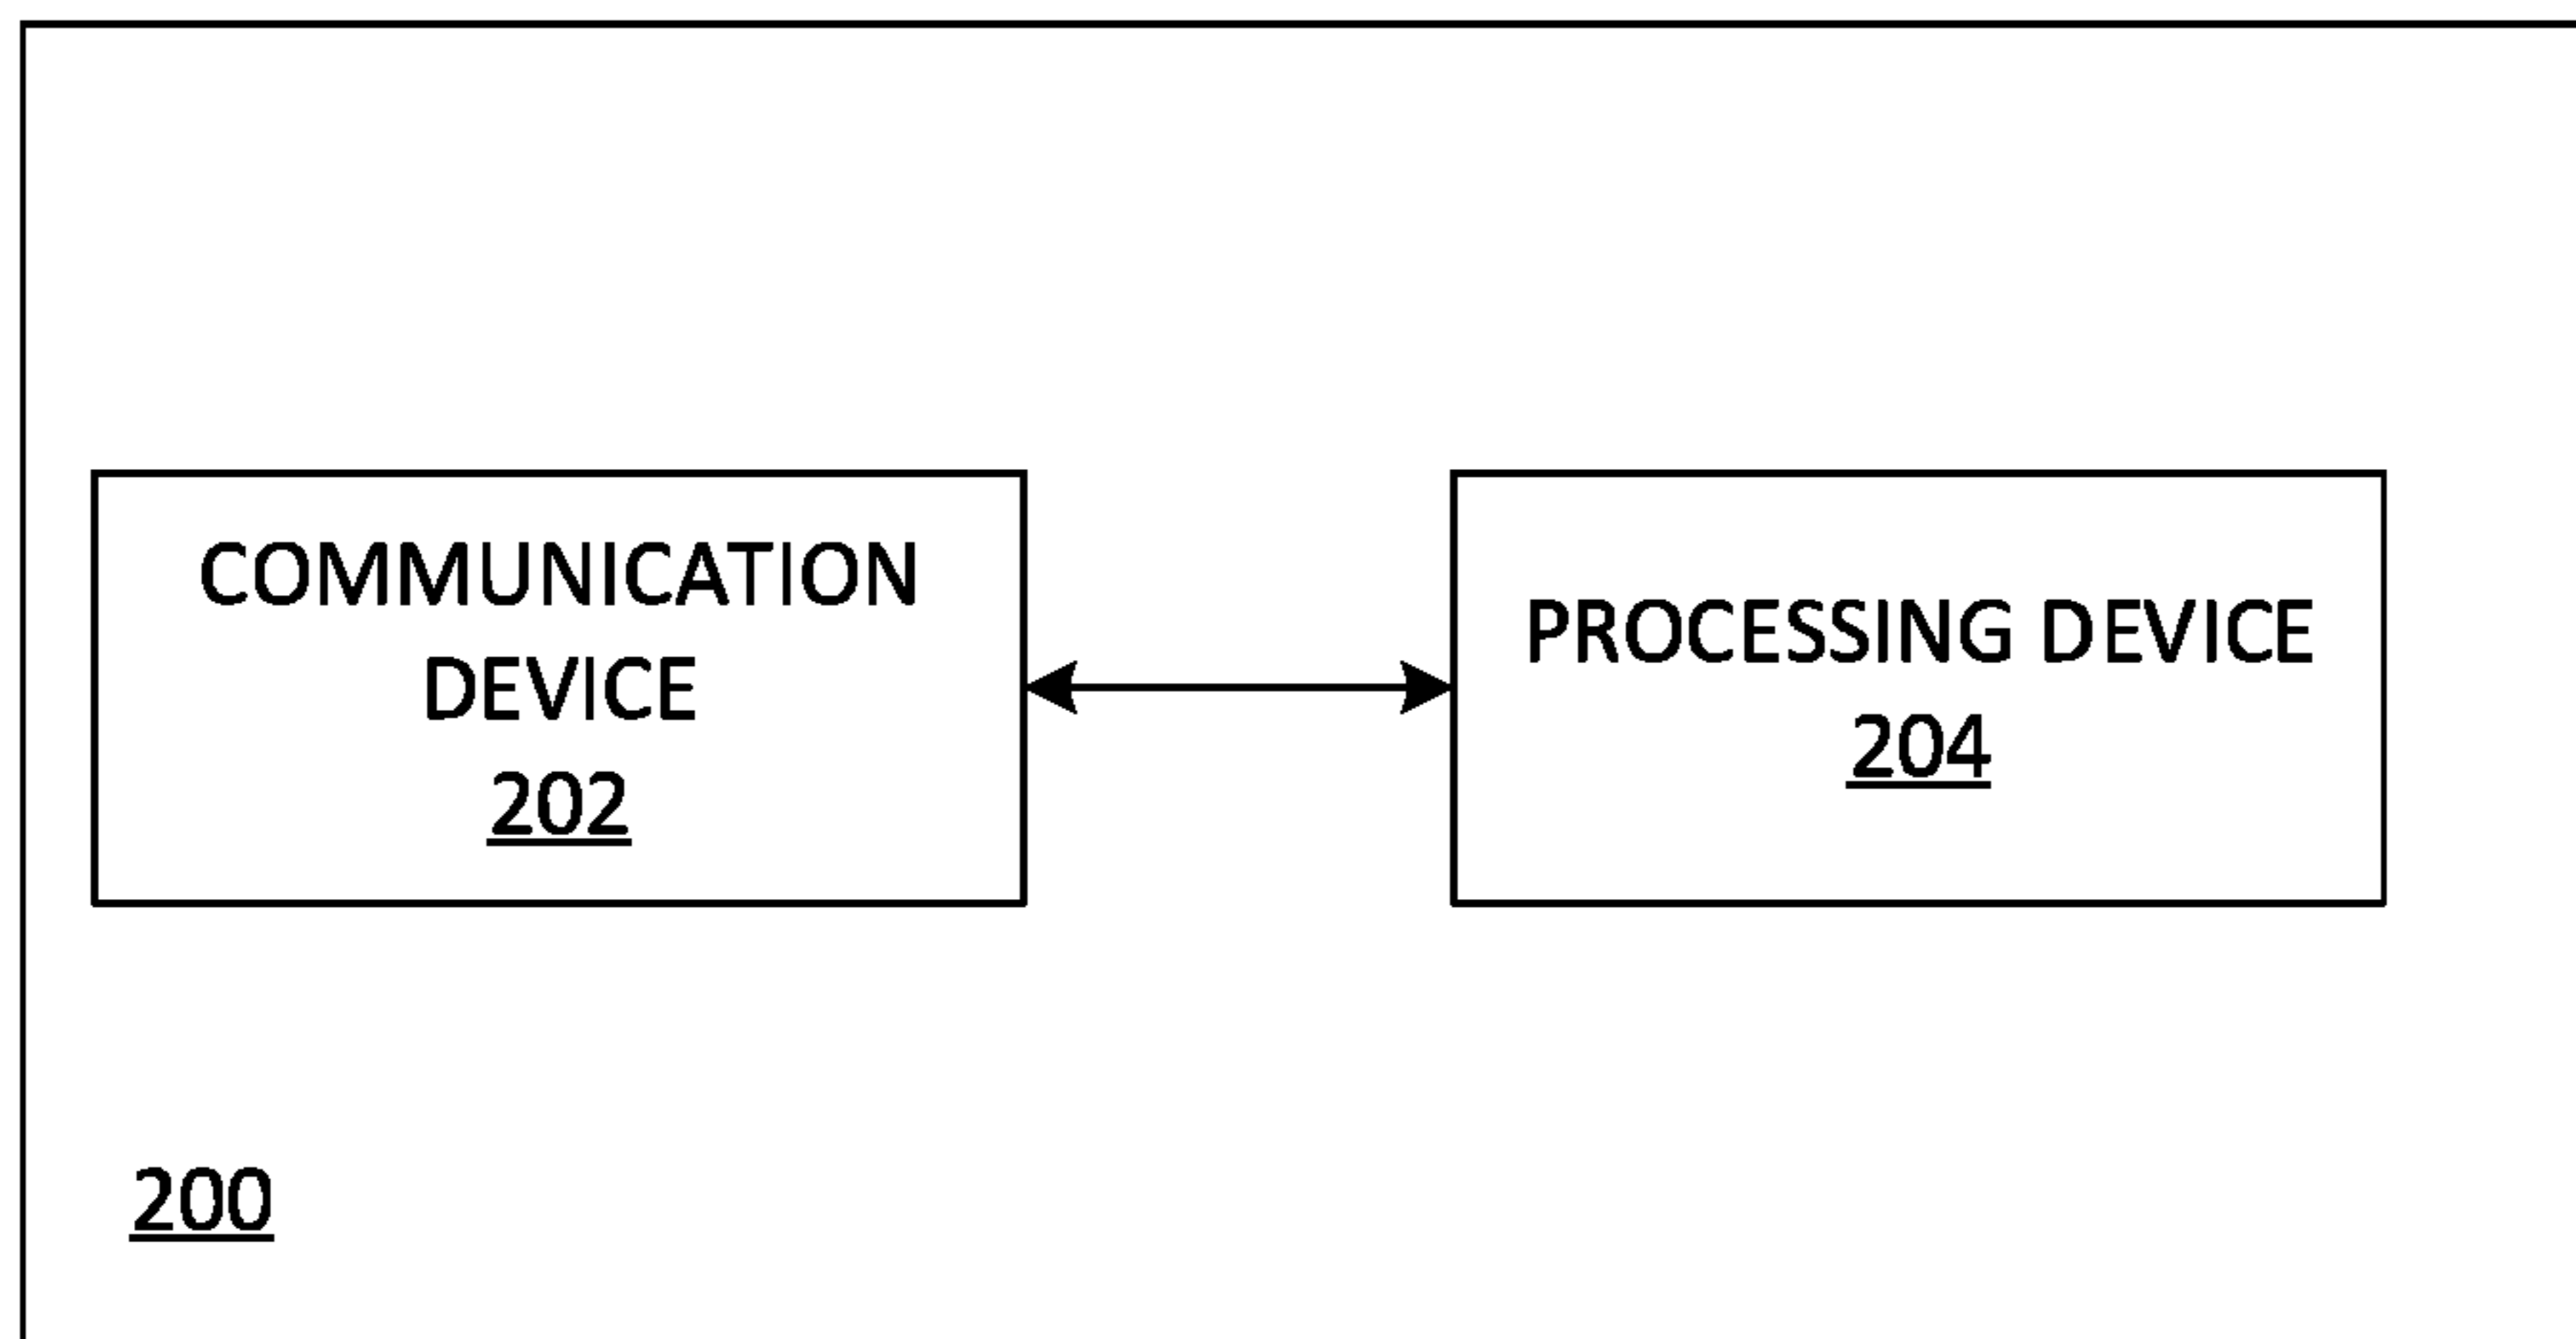 COMMUNICATION
DEVICE
202
PROCESSING DEVICE
204
200